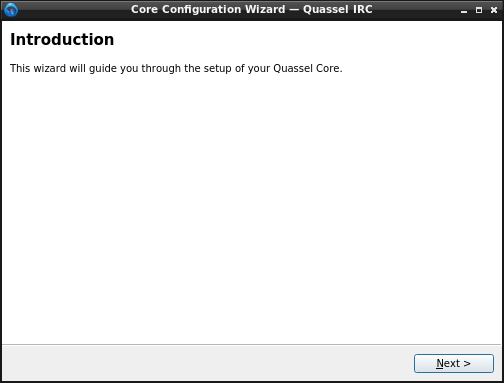 Core Configuration Wizard — Quassel IRC
Introduction
This wizard will guide you through the setup of your Quassel Core.
Next >